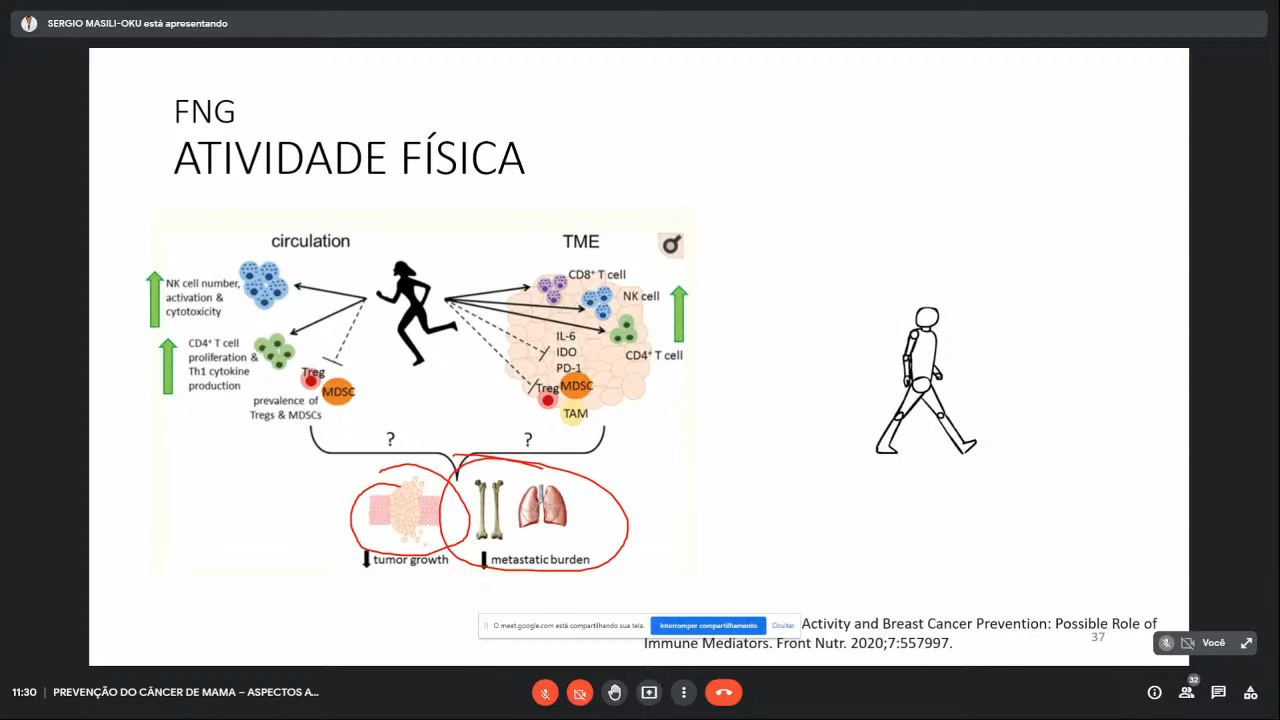 SERGIO MASILI-OKU está apresentando
FNG
ATIVIDADE FÍSICA
circulation
TME
NK cell number,
activation &
cytotoxicity
CD4⁺ T cell
proliferation &
Th1 cytokine
production
Treg
MDSC
prevalence of
Tregs & MDSCs
CD8⁺ T cell
NK cell
CD4⁺ T cell
IL-6
IDO
PD-1
Treg
MDSC
TAM
?
?
tumor growth
metastatic burden
O meet.google.com está compartilhando sua tela.
Interromper compartilhamento
Ocultar
Activity and Breast Cancer Prevention: Possible Role of
Immune Mediators. Front Nutr. 2020;7:557997.
37
Você
11:30 | PREVENÇÃO DO CÂNCER DE MAMA – ASPECTOS A...
32